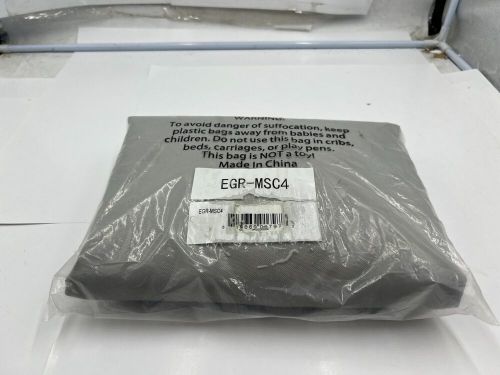 WARNING:
To avoid danger of suffocation, keep
plastic bags away from babies and
children. Do not use this bag in cribs,
beds, carriages, or play pens.
This bag is NOT a toy!
Made In China
EGR-MSC4
EGR-MSC4